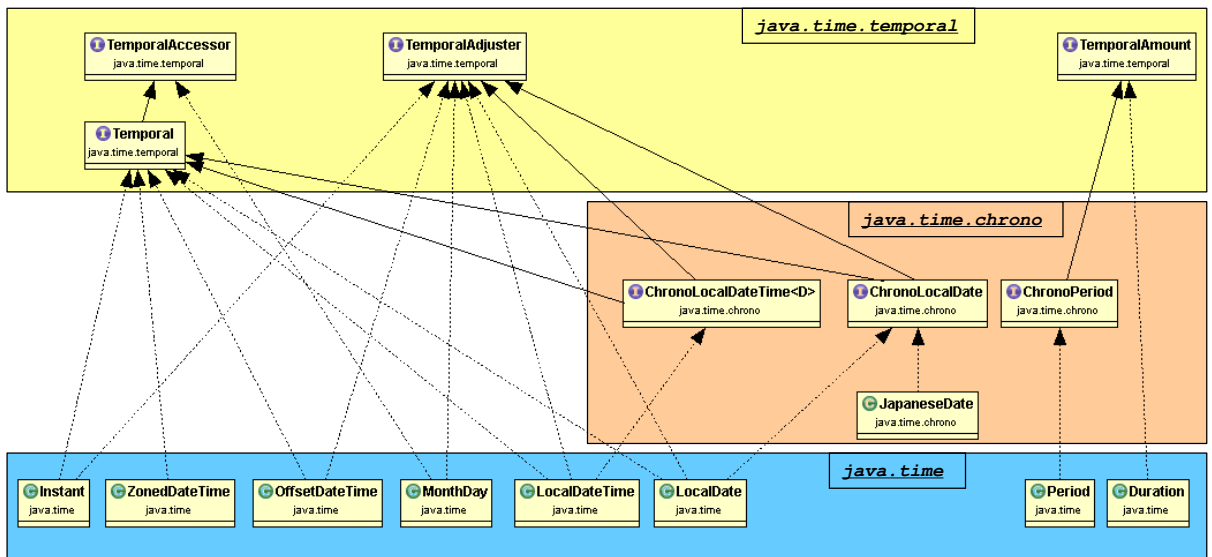 java.time.temporal
I TemporalAccessor
java.time.temporal
I TemporalAdjuster
java.time.temporal
I TemporalAmount
java.time.temporal
I Temporal
java.time.temporal
java.time.chrono
I ChronoLocalDateTime<D>
java.time.chrono
I ChronoLocalDate
java.time.chrono
I ChronoPeriod
java.time.chrono
C JapaneseDate
java.time.chrono
java.time
C Instant
java.time
C ZonedDateTime
java.time
C OffsetDateTime
java.time
C MonthDay
java.time
C LocalDateTime
java.time
C LocalDate
java.time
C Period
java.time
C Duration
java.time